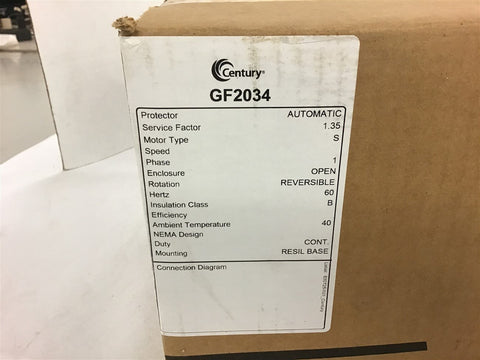 Century®
GF2034
Protector AUTOMATIC
Service Factor 1.35
Motor Type S
Speed
Phase 1
Enclosure OPEN
Rotation REVERSIBLE
Hertz 60
Insulation Class B
Efficiency
Ambient Temperature 40
NEMA Design
Duty CONT.
Mounting RESIL BASE
Connection Diagram